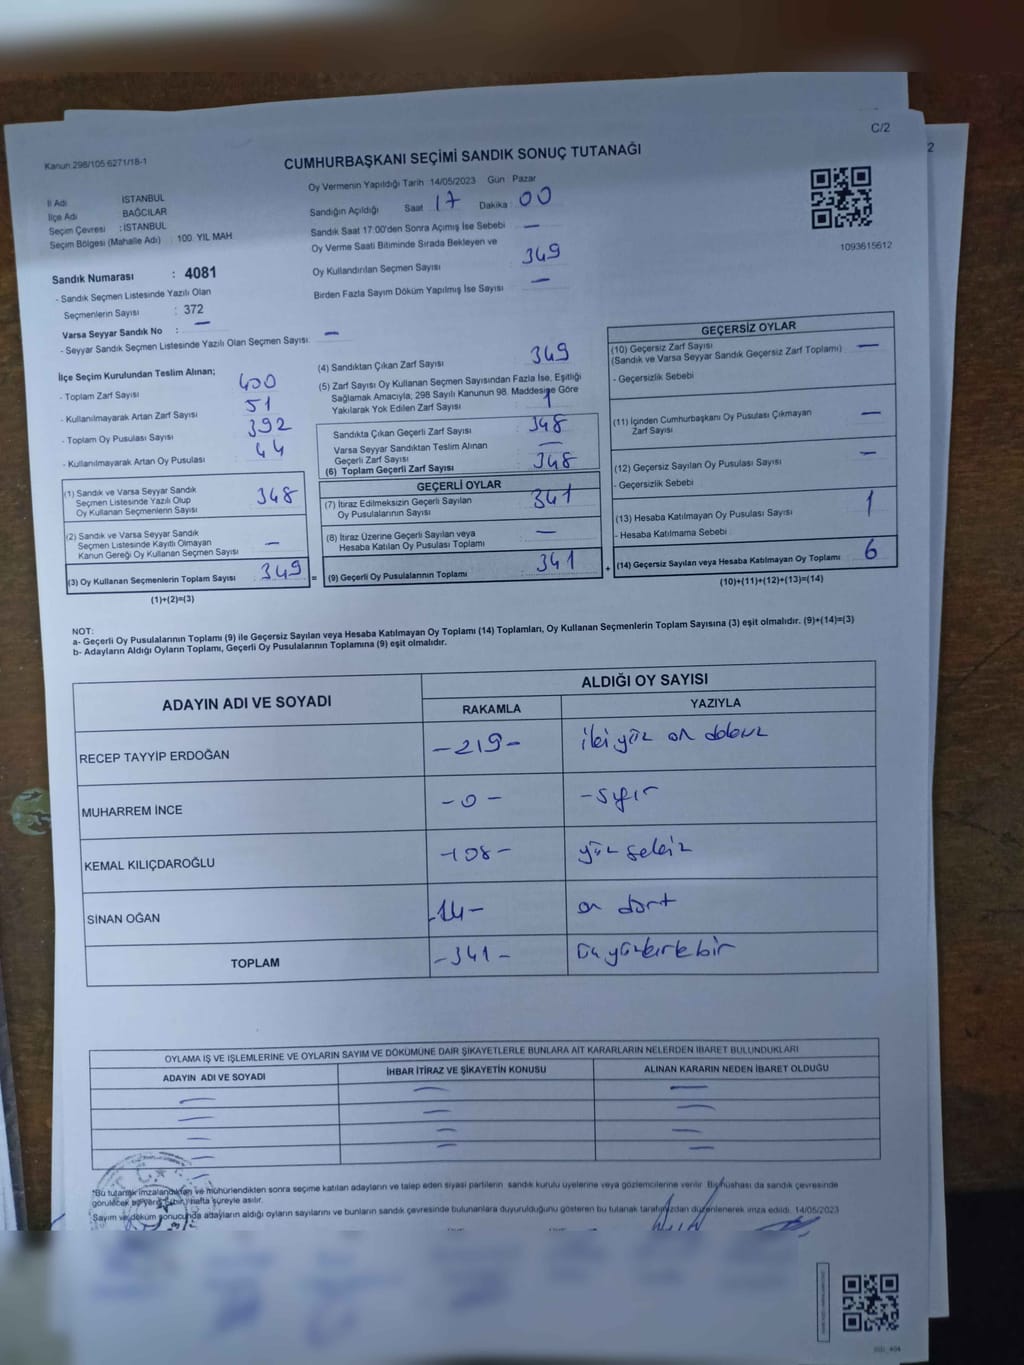 C/2
2
Kanun 298/105 6271/18-1
CUMHURBAŞKANI SEÇİMİ SANDIK SONUÇ TUTANAĞI
İl Adı İSTANBUL
İlçe Adı : BAĞCILAR
Seçim Çevresi : İSTANBUL
Seçim Bölgesi (Mahalle Adı) : 100. YIL MAH
Oy Vermenin Yapıldığı Tarih 14/05/2023 Gün Pazar
Sandığın Açıldığı Saat 17 Dakika 00
Sandık Saat 17:00'den Sonra Açımış İse Sebebi —
Oy Verme Saati Bitiminde Sırada Bekleyen ve
Oy Kullandırılan Seçmen Sayısı 349
Birden Fazla Sayım Döküm Yapılmış İse Sayısı —
1093615612
Sandık Numarası : 4081
- Sandık Seçmen Listesinde Yazılı Olan
Seçmenlerin Sayısı : 372
Varsa Seyyar Sandık No : —
- Seyyar Sandık Seçmen Listesinde Yazılı Olan Seçmen Sayısı: —
İlçe Seçim Kurulundan Teslim Alınan;
- Toplam Zarf Sayısı 400
- Kullanılmayarak Artan Zarf Sayısı 51
- Toplam Oy Pusulası Sayısı 392
- Kullanılmayarak Artan Oy Pusulası 44
(1) Sandık ve Varsa Seyyar Sandık
Seçmen Listesinde Yazılı Olup
Oy Kullanan Seçmenlerin Sayısı 348
(2) Sandık ve Varsa Seyyar Sandık
Seçmen Listesinde Kayıtlı Olmayan
Kanun Gereği Oy Kullanan Seçmen Sayısı —
(3) Oy Kullanan Seçmenlerin Toplam Sayısı 349
(1)+(2)=(3)
(4) Sandıktan Çıkan Zarf Sayısı 349
(5) Zarf Sayısı Oy Kullanan Seçmen Sayısından Fazla İse, Eşitliği
Sağlamak Amacıyla, 298 Sayılı Kanunun 98. Maddesine Göre
Yakılarak Yok Edilen Zarf Sayısı 1
Sandıkta Çıkan Geçerli Zarf Sayısı 348
Varsa Seyyar Sandıktan Teslim Alınan
Geçerli Zarf Sayısı —
(6) Toplam Geçerli Zarf Sayısı 348
GEÇERLİ OYLAR
(7) İtiraz Edilmeksizin Geçerli Sayılan
Oy Pusulalarının Sayısı 341
(8) İtiraz Üzerine Geçerli Sayılan veya
Hesaba Katılan Oy Pusulası Toplamı —
= (9) Geçerli Oy Pusulalarının Toplamı 341
GEÇERSİZ OYLAR
(10) Geçersiz Zarf Sayısı —
(Sandık ve Varsa Seyyar Sandık Geçersiz Zarf Toplamı)
- Geçersizlik Sebebi
(11) İçinden Cumhurbaşkanı Oy Pusulası Çıkmayan
Zarf Sayısı —
(12) Geçersiz Sayılan Oy Pusulası Sayısı —
- Geçersizlik Sebebi
(13) Hesaba Katılmayan Oy Pusulası Sayısı 1
- Hesaba Katılmama Sebebi
+ (14) Geçersiz Sayılan veya Hesaba Katılmayan Oy Toplamı 6
(10)+(11)+(12)+(13)=(14)
NOT:
a- Geçerli Oy Pusulalarının Toplamı (9) ile Geçersiz Sayılan veya Hesaba Katılmayan Oy Toplamı (14) Toplamları, Oy Kullanan Seçmenlerin Toplam Sayısına (3) eşit olmalıdır. (9)+(14)=(3)
b- Adayların Aldığı Oyların Toplamı, Geçerli Oy Pusulalarının Toplamına (9) eşit olmalıdır.
ADAYIN ADI VE SOYADI ALDIĞI OY SAYISI
RAKAMLA YAZIYLA
RECEP TAYYİP ERDOĞAN -219- iki yüz on dokuz
MUHARREM İNCE -0- -sıfır
KEMAL KILIÇDAROĞLU -108- yüz sekiz
SİNAN OĞAN -14- on dört
TOPLAM -341- üç yüz kırk bir
OYLAMA İŞ VE İŞLEMLERİNE VE OYLARIN SAYIM VE DÖKÜMÜNE DAİR ŞİKAYETLERLE BUNLARA AİT KARARLARIN NELERDEN İBARET BULUNDUKLARI
ADAYIN ADI VE SOYADI İHBAR İTİRAZ VE ŞİKAYETİN KONUSU ALINAN KARARIN NEDEN İBARET OLDUĞU
*Bu tutanak imzalandıktan ve mühürlendikten sonra seçime katılan adayların ve talep eden siyasi partilerin sandık kurulu üyelerine veya gözlemcilerine verilir. Bir nüshası da sandık çevresinde
görülecek bir yere bir hafta süreyle asılır.
Sayım ve döküm sonucunda adayların aldığı oyların sayılarını ve bunların sandık çevresinde bulunanlara duyurulduğunu gösteren bu tutanak tarafımızdan düzenlenerek imza edildi. 14/05/2023